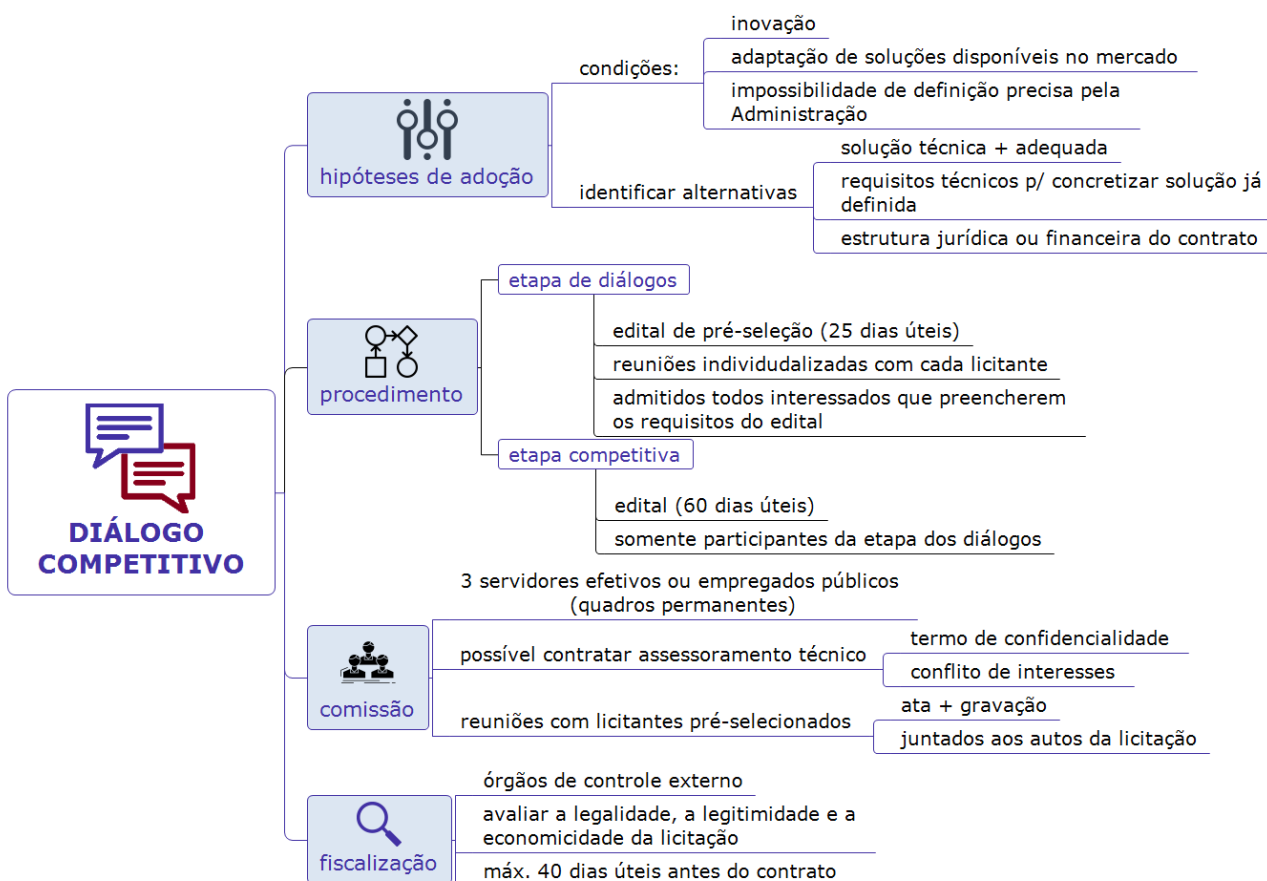 DIÁLOGO
COMPETITIVO
hipóteses de adoção
condições:
inovação
adaptação de soluções disponíveis no mercado
impossibilidade de definição precisa pela
Administração
identificar alternativas
solução técnica + adequada
requisitos técnicos p/ concretizar solução já
definida
estrutura jurídica ou financeira do contrato
procedimento
etapa de diálogos
edital de pré-seleção (25 dias úteis)
reuniões individudalizadas com cada licitante
admitidos todos interessados que preencherem
os requisitos do edital
etapa competitiva
edital (60 dias úteis)
somente participantes da etapa dos diálogos
comissão
3 servidores efetivos ou empregados públicos
(quadros permanentes)
possível contratar assessoramento técnico
termo de confidencialidade
conflito de interesses
reuniões com licitantes pré-selecionados
ata + gravação
juntados aos autos da licitação
fiscalização
órgãos de controle externo
avaliar a legalidade, a legitimidade e a
economicidade da licitação
máx. 40 dias úteis antes do contrato